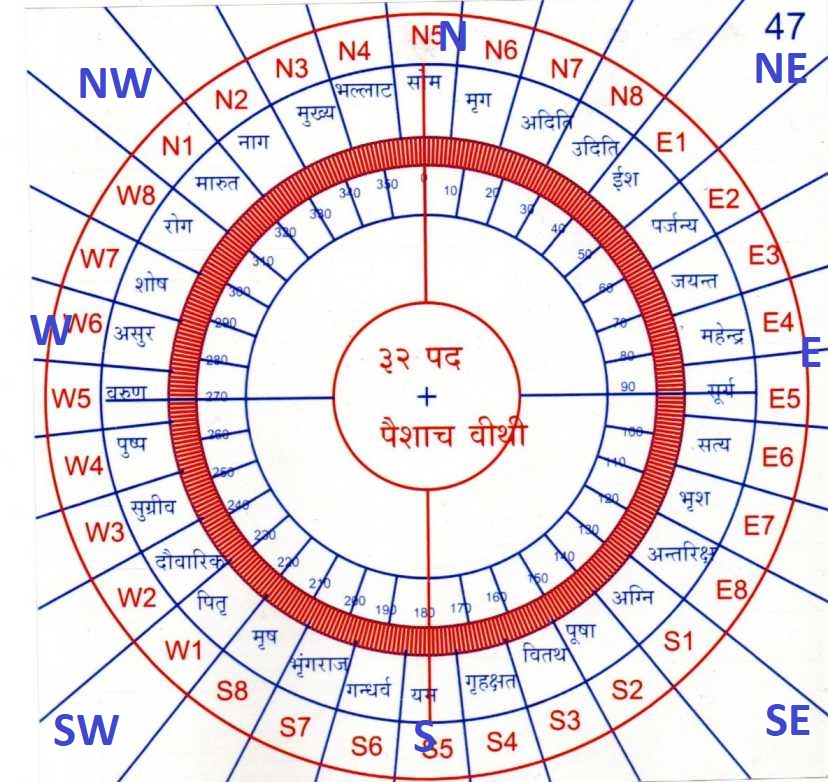 47
N
NE
E
SE
S
SW
W
NW
N5
N6
N7
N8
E1
E2
E3
E4
E5
E6
E7
E8
S1
S2
S3
S4
S5
S6
S7
S8
W1
W2
W3
W4
W5
W6
W7
W8
N1
N2
N3
N4
सोम
मृग
अदिति
उदिति
ईश
पर्जन्य
जयन्त
महेन्द्र
सूर्य
सत्य
भृश
अन्तरिक्ष
अग्नि
पूषा
वितथ
गृहक्षत
यम
गन्धर्व
भृंगराज
मृष
पितृ
दौवारिक
सुग्रीव
पुष्प
वरुण
असुर
शोष
रोग
मारुत
नाग
मुख्य
भल्लाट
0
10
20
30
40
50
60
70
80
90
100
110
120
130
140
150
160
170
180
190
200
210
220
230
240
250
260
270
280
290
300
310
320
330
340
350
३२ पद
+
पैशाच वीथी